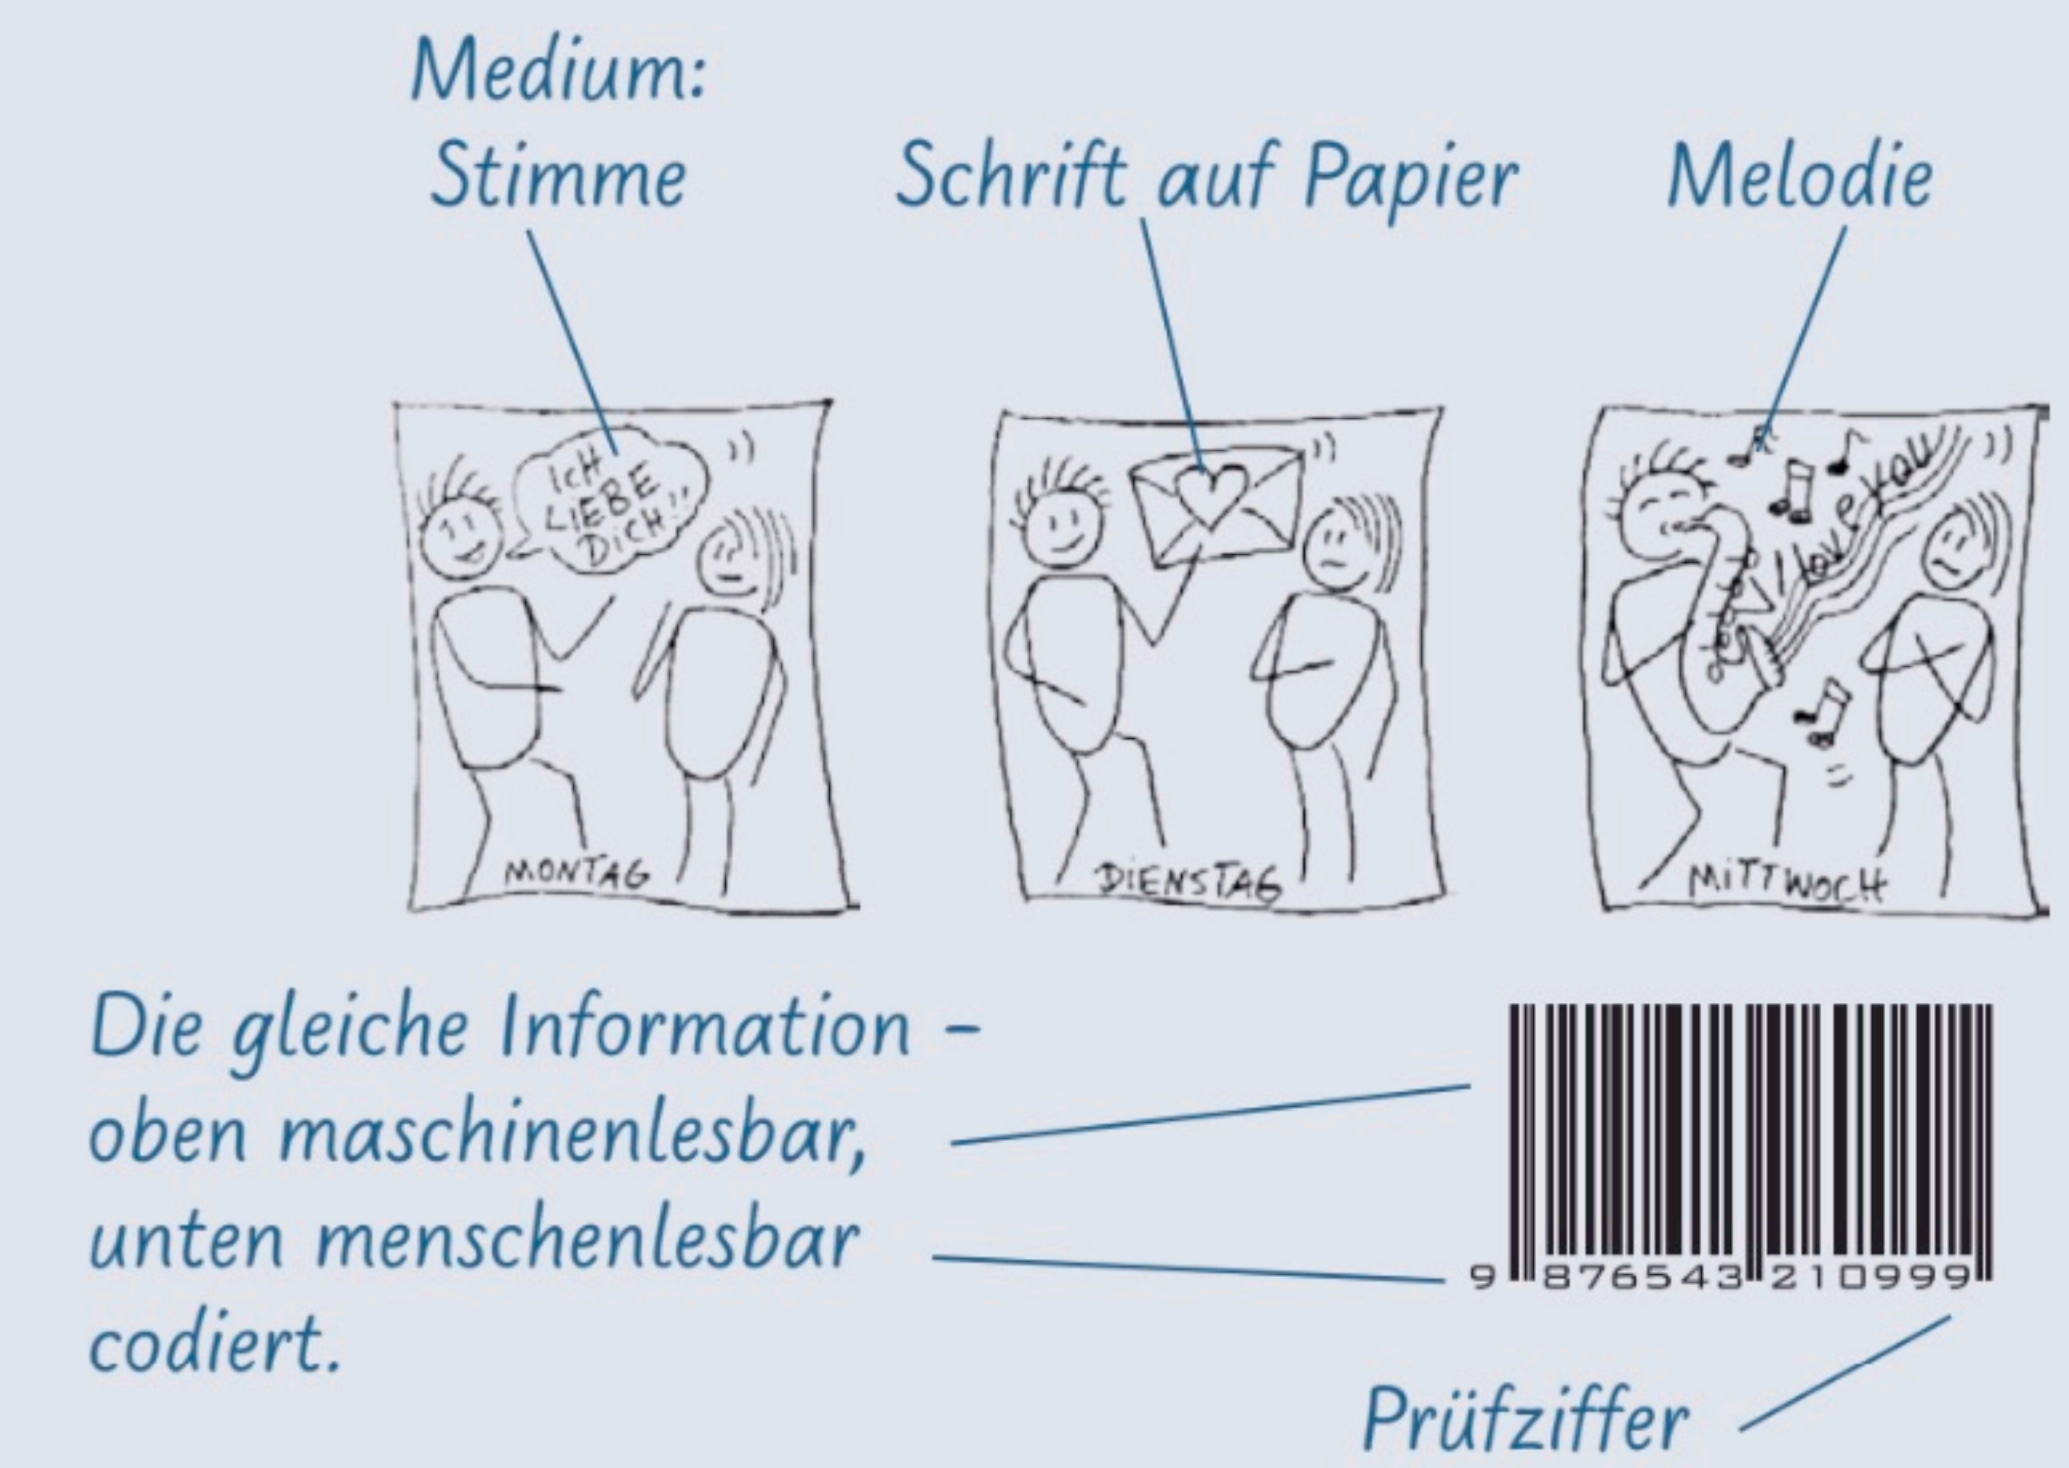 Medium:
Stimme
Schrift auf Papier
Melodie
ICH
LIEBE
DICH!!
I love you
MONTAG
DIENSTAG
MITTWOCH
Die gleiche Information –
oben maschinenlesbar,
unten menschenlesbar
codiert.
9 876543 210999
Prüfziffer